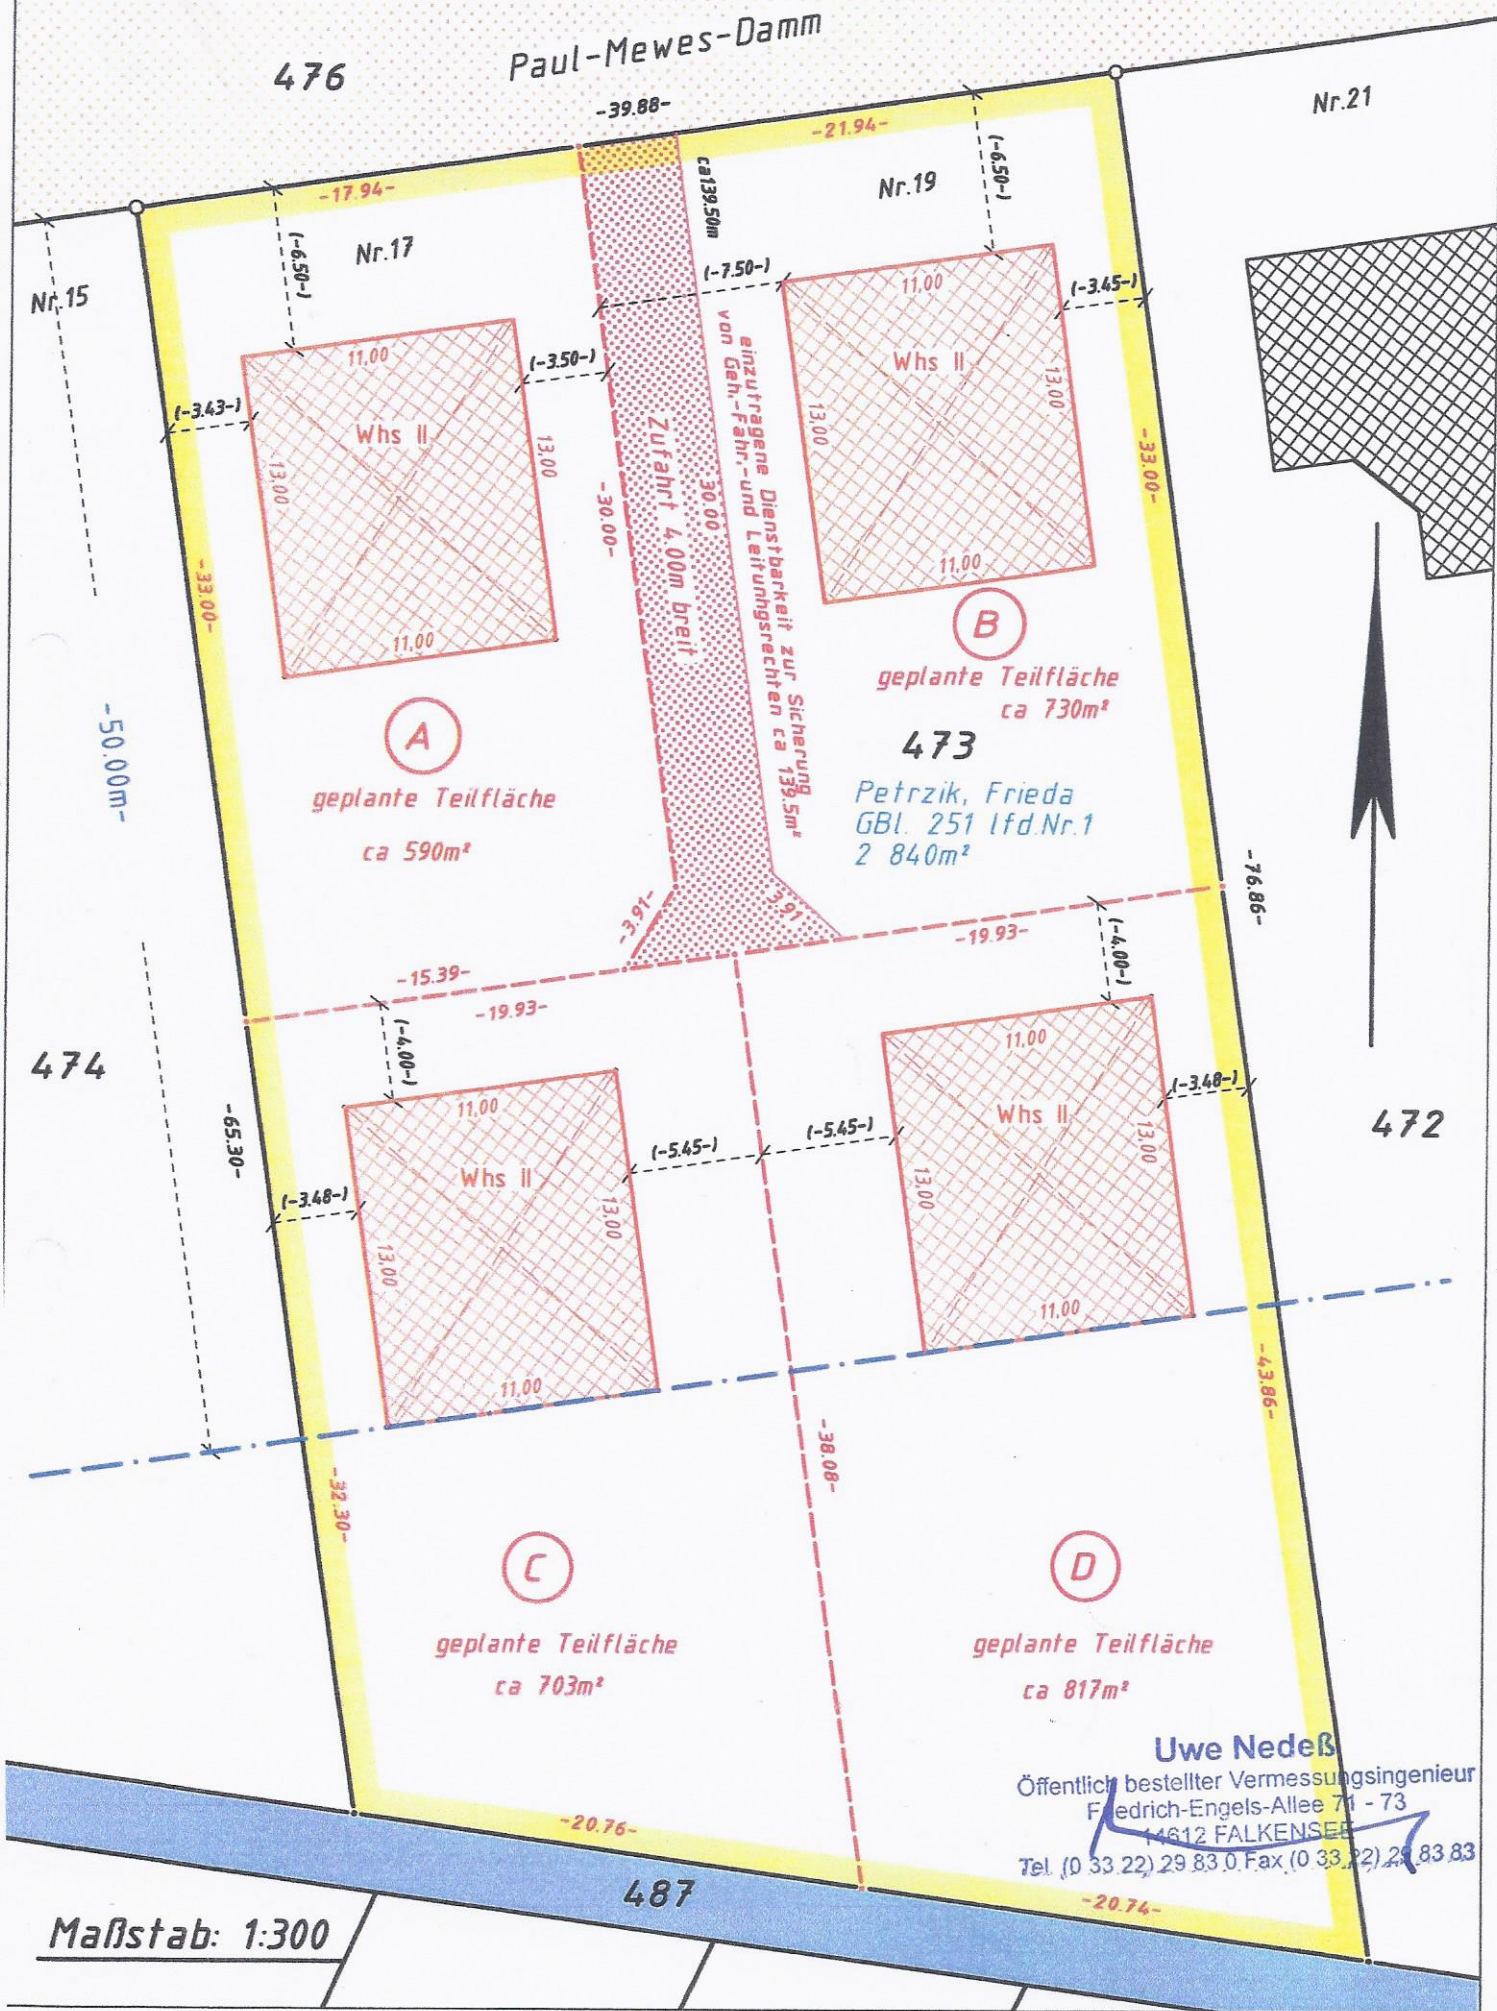 Paul-Mewes-Damm
476
-39.88-
-21.94-
Nr.21
-17.94-
(-6.50-)
Nr.19
ca139.50m
Nr.17
(-6.50-)
Nr.15
(-7.50-)
11,00
(-3.45-)
11,00
(-3.50-)
Whs II
13,00
13,00
(-3.43-)
Whs II
13,00
13,00
-33.00-
einzutragene Dienstbarkeit zur Sicherung
von Geh,-Fahr,-und Leitungsrechten ca 139.5m²
Zufahrt 4.00m breit
30.00
-30.00-
11,00
-33.00-
11,00
B
geplante Teilfläche
ca 730m²
A
473
-50.00m-
geplante Teilfläche
ca 590m²
Petrzik, Frieda
GBl. 251 lfd.Nr.1
2 840m²
-76.86-
-3.91-
3.91
-19.93-
(-4.00-)
-15.39-
-19.93-
(-4.00-)
474
11,00
(-3.48-)
472
-65.30-
11,00
Whs II
13,00
13,00
(-5.45-)
(-5.45-)
Whs II
13,00
13,00
(-3.48-)
11,00
11,00
-43.86-
-38.08-
-32.30-
C
geplante Teilfläche
ca 703m²
D
geplante Teilfläche
ca 817m²
Uwe Nedeß
Öffentlich bestellter Vermessungsingenieur
Friedrich-Engels-Allee 71 - 73
14612 FALKENSEE
Tel. (0 33 22) 29 83 0 Fax (0 33 22) 29 83 83
-20.76-
487
-20.74-
Maßstab: 1:300